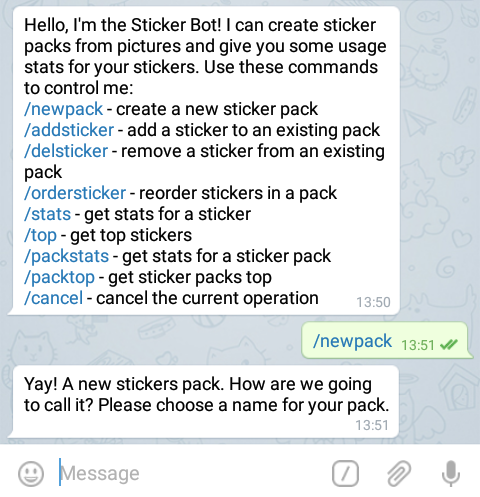 Hello, I'm the Sticker Bot! I can create sticker
packs from pictures and give you some usage
stats for your stickers. Use these commands
to control me:
/newpack - create a new sticker pack
/addsticker - add a sticker to an existing pack
/delsticker - remove a sticker from an existing
pack
/ordersticker - reorder stickers in a pack
/stats - get stats for a sticker
/top - get top stickers
/packstats - get stats for a sticker pack
/packtop - get sticker packs top
/cancel - cancel the current operation 13:50
/newpack 13:51
Yay! A new stickers pack. How are we going
to call it? Please choose a name for your pack.
13:51
Message